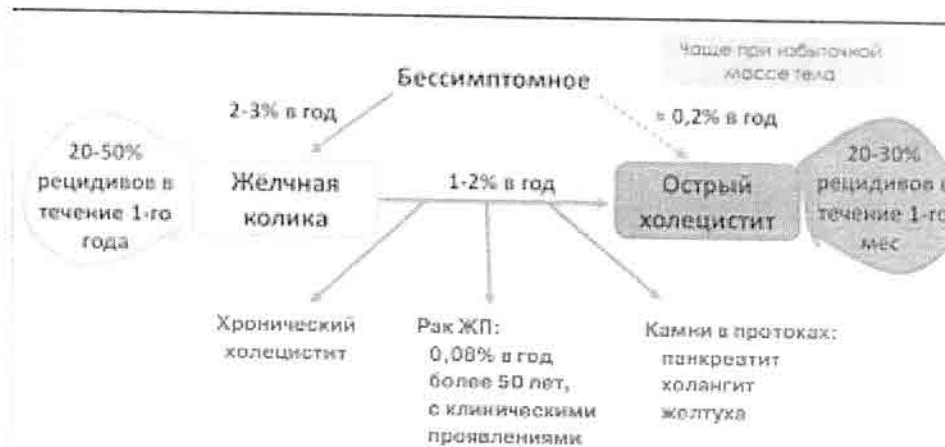 Чаще при избыточной
массе тела
Бессимптомное
2-3% в год
≈ 0,2% в год
20-50%
рецидивов в
течение 1-го
года
Жёлчная
колика
1-2% в год
Острый
холецистит
20-30%
рецидивов в
течение 1-го
мес
Хронический
холецистит
Рак ЖП:
0,08% в год
более 50 лет,
с клиническими
проявлениями
Камни в протоках:
панкреатит
холангит
желтуха